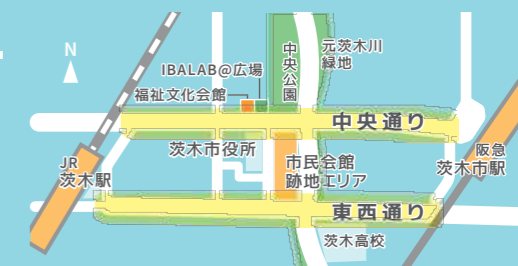 N
中央公園
元茨木川
緑地
IBALAB@広場
福祉文化会館
中央通り
茨木市役所
市民会館
跡地エリア
JR
茨木駅
阪急
茨木市駅
東西通り
茨木高校